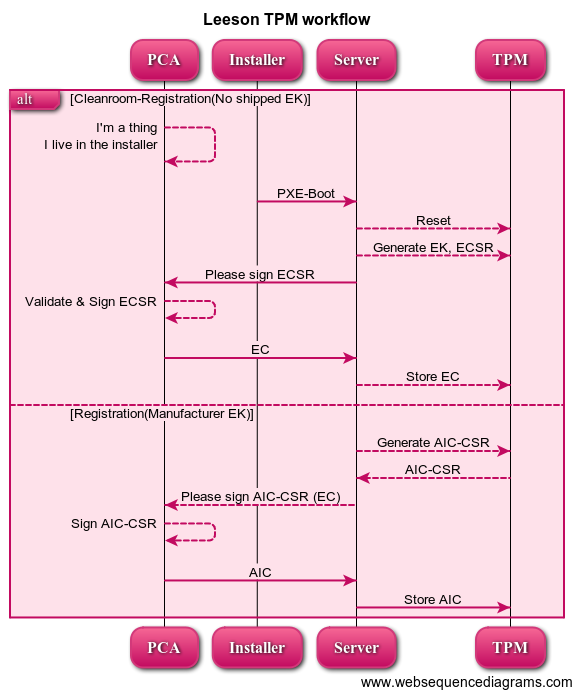 Leeson TPM workflow
PCA
Installer
Server
TPM
alt
[Cleanroom-Registration(No shipped EK)]
I'm a thing
I live in the installer
PXE-Boot
Reset
Generate EK, ECSR
Please sign ECSR
Validate & Sign ECSR
EC
Store EC
[Registration(Manufacturer EK)]
Generate AIC-CSR
AIC-CSR
Please sign AIC-CSR (EC)
Sign AIC-CSR
AIC
Store AIC
PCA
Installer
Server
TPM
www.websequencediagrams.com